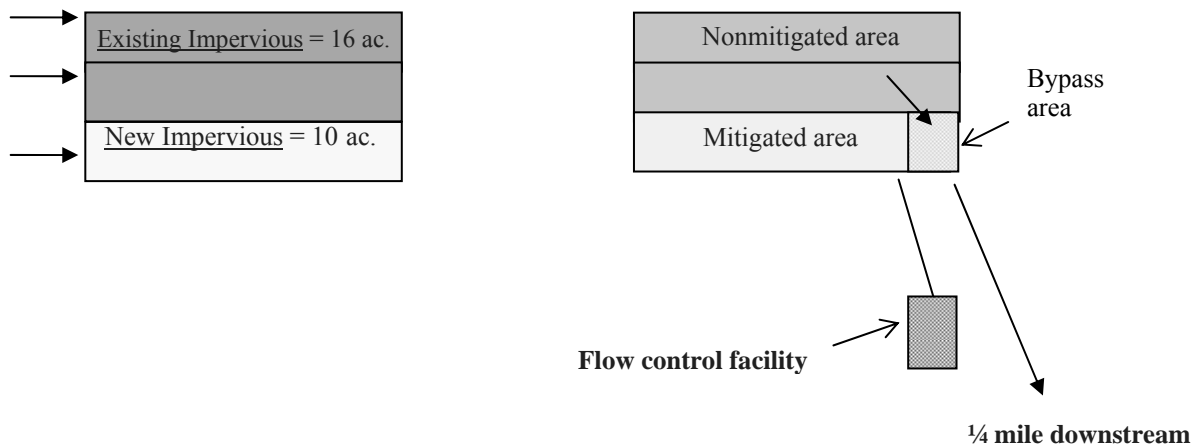 Existing Impervious = 16 ac.
New Impervious = 10 ac.
Nonmitigated area
Mitigated area
Bypass
area
Flow control facility
¼ mile downstream